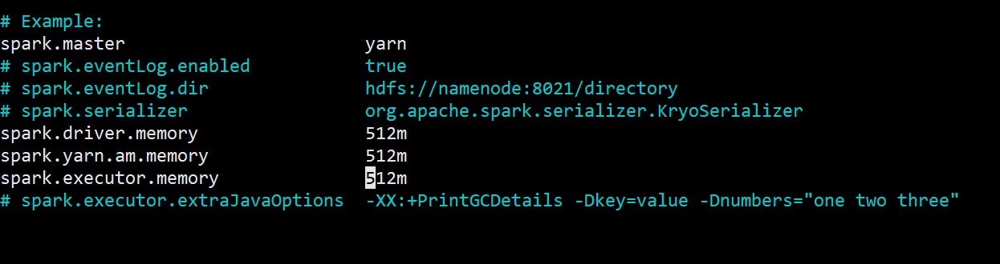 # Example:
spark.master                       yarn
# spark.eventLog.enabled           true
# spark.eventLog.dir               hdfs://namenode:8021/directory
# spark.serializer                 org.apache.spark.serializer.KryoSerializer
spark.driver.memory                512m
spark.yarn.am.memory               512m
spark.executor.memory              512m
# spark.executor.extraJavaOptions  -XX:+PrintGCDetails -Dkey=value -Dnumbers="one two three"